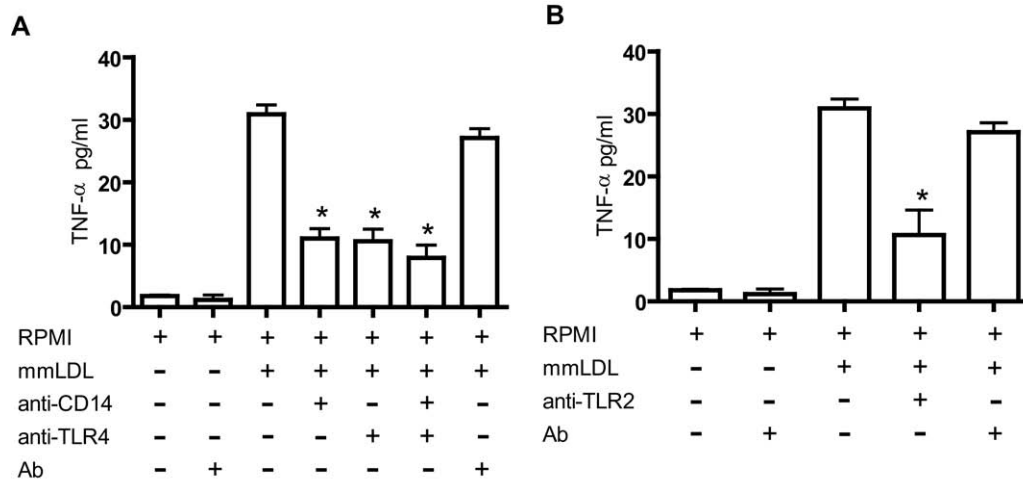 A
TNF-α pg/ml
40
30
20
10
0
* * *
RPMI + + + + + + +
mmLDL - - + + + + +
anti-CD14 - - - + - + -
anti-TLR4 - - - - + + -
Ab - + - - - - +
B
TNF-α pg/ml
40
30
20
10
0
*
RPMI + + + + +
mmLDL - - + + +
anti-TLR2 - - - + -
Ab - + - - +